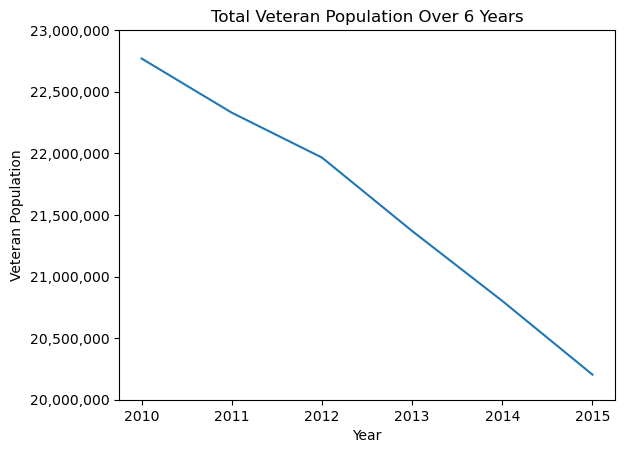 Total Veteran Population Over 6 Years
23,000,000
22,500,000
22,000,000
21,500,000
21,000,000
20,500,000
20,000,000
Veteran Population
2010 2011 2012 2013 2014 2015
Year